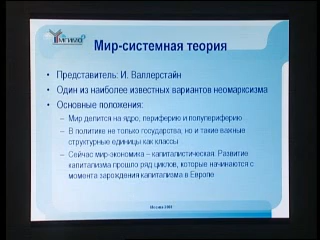 МГИМО
Мир-системная теория
• Представитель: И. Валлерстайн
• Один из наиболее известных вариантов неомарксизма
• Основные положения:
– Мир делится на ядро, периферию и полупериферию
– В политике не только государства, но и такие важные
структурные единицы как классы .
– Сейчас мир-экономика – капиталистическая. Развитие
капитализма прошло ряд циклов, которые начинаются с
момента зарождения капитализма в Европе